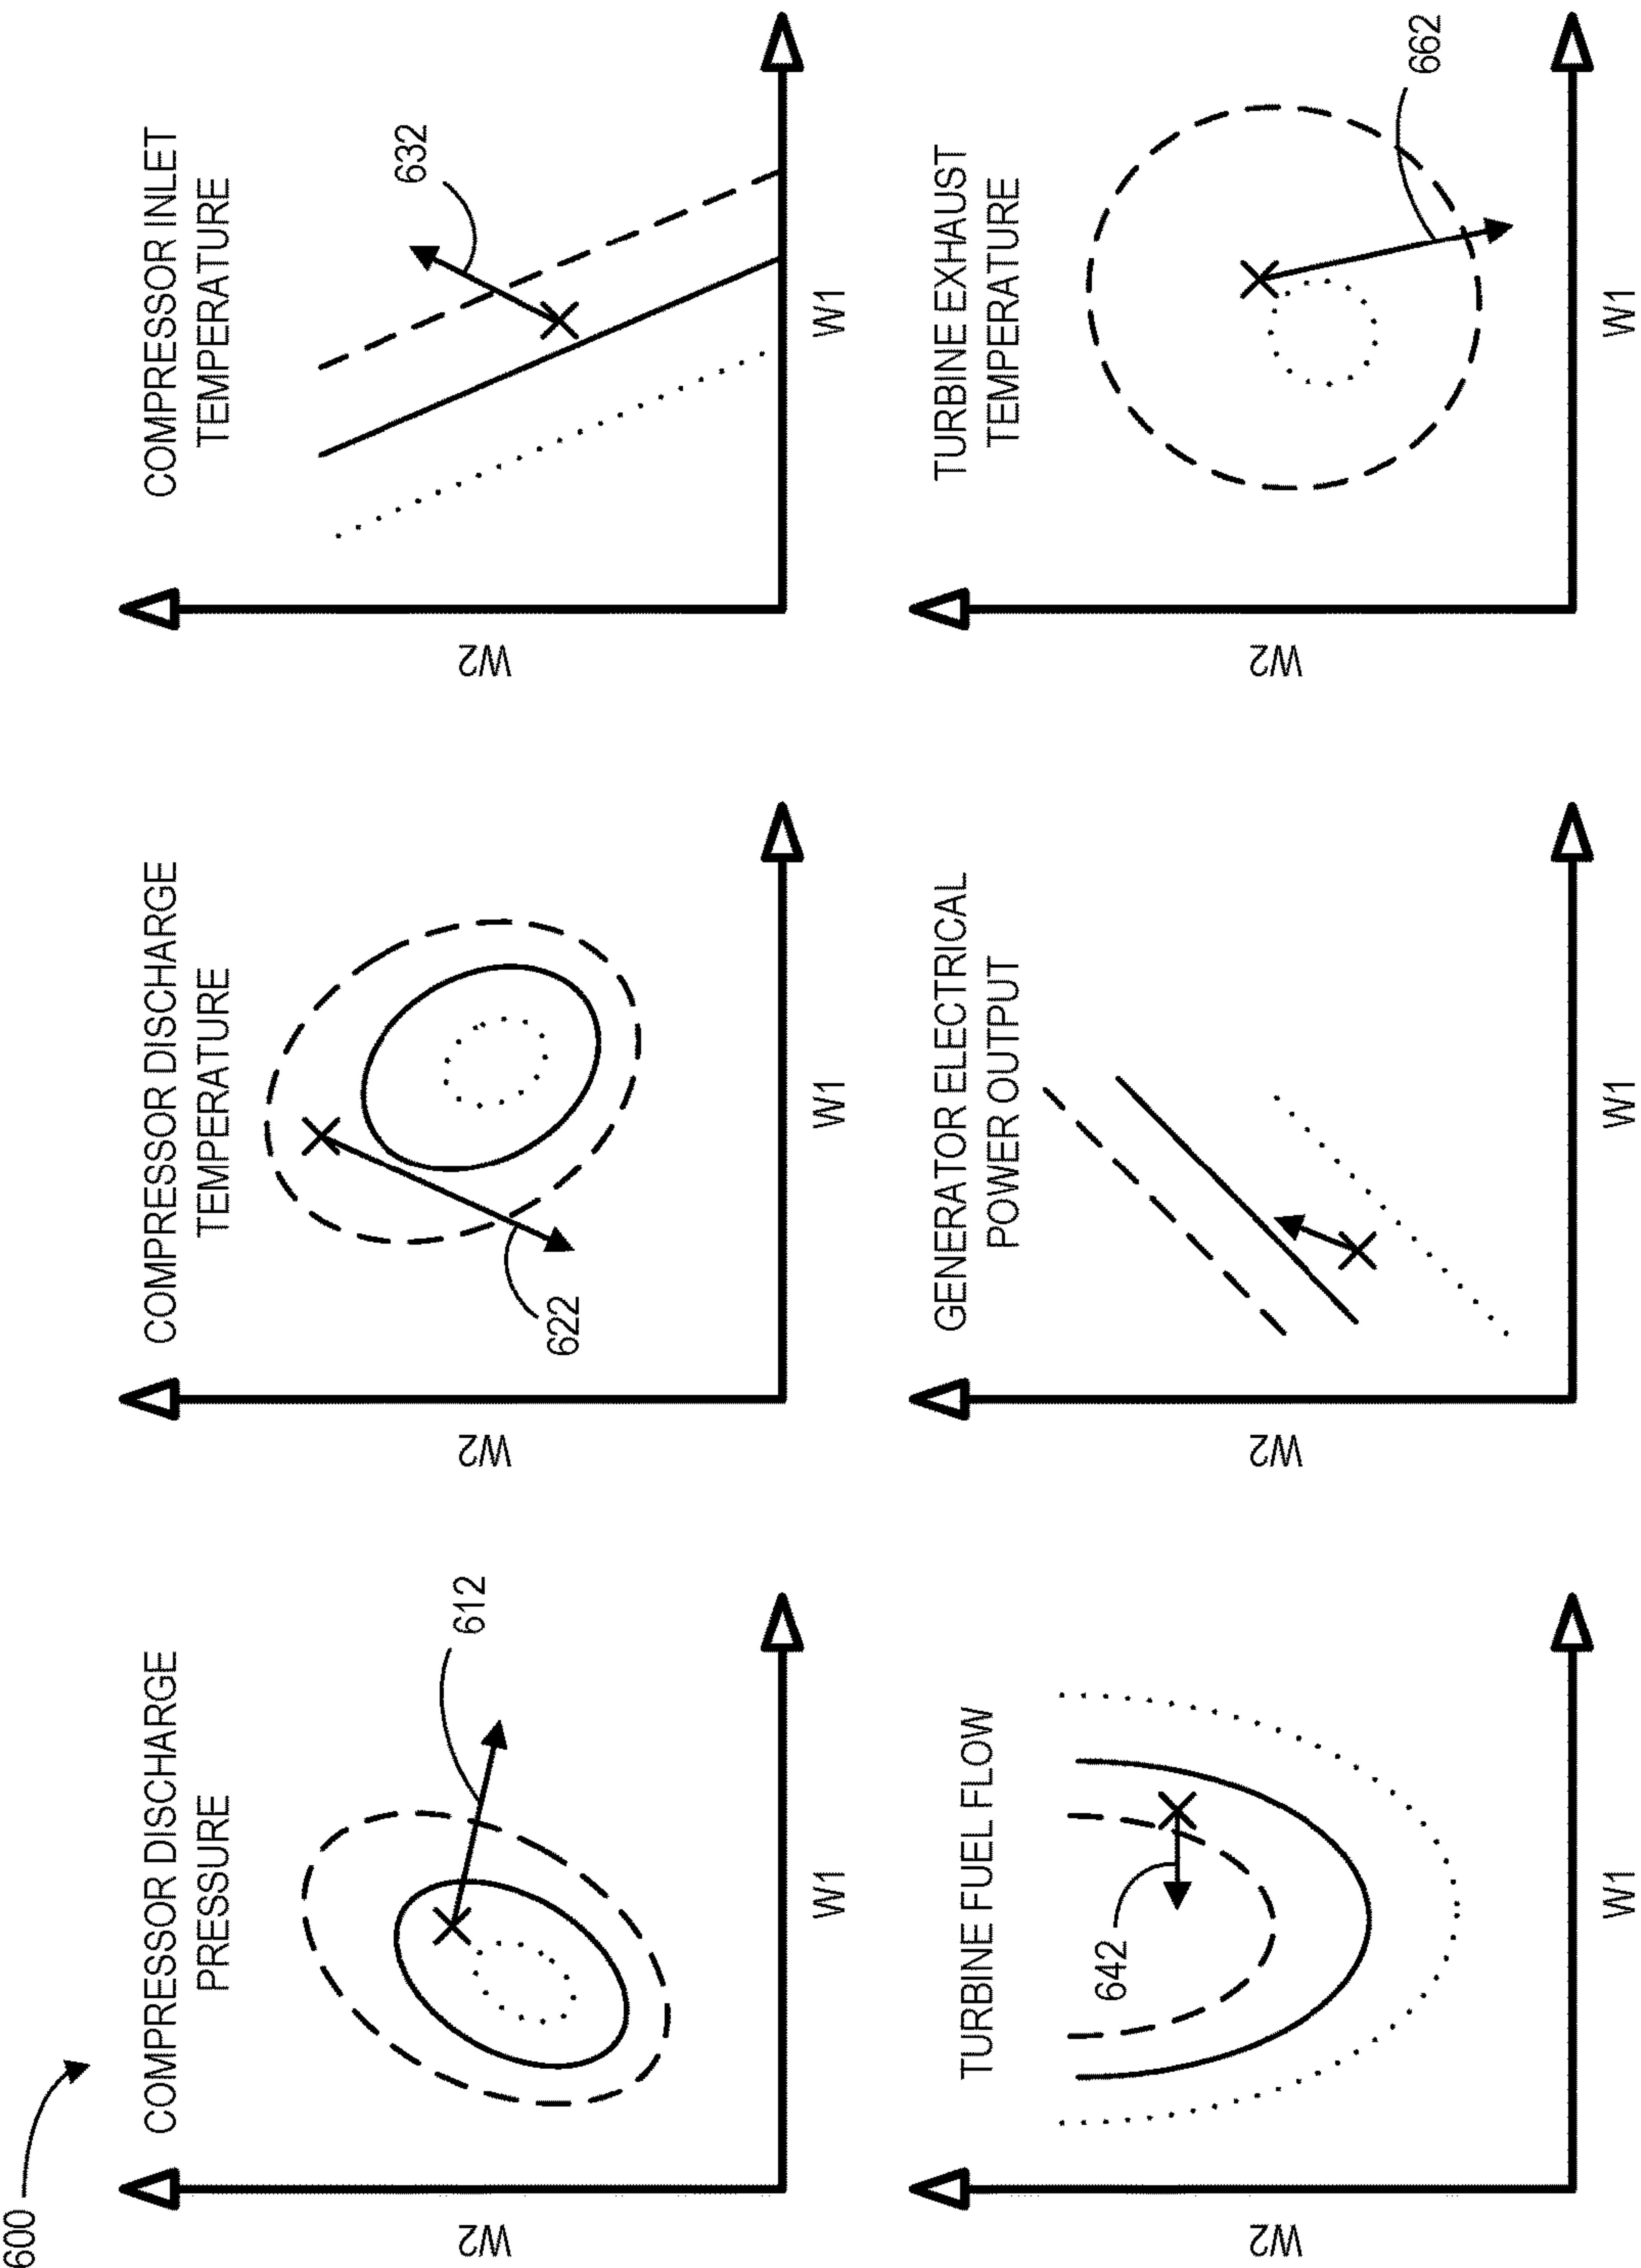 600
COMPRESSOR DISCHARGE
PRESSURE
612
W2
W1
COMPRESSOR DISCHARGE
TEMPERATURE
622
W2
W1
COMPRESSOR INLET
TEMPERATURE
632
W2
W1
TURBINE FUEL FLOW
642
W2
W1
GENERATOR ELECTRICAL
POWER OUTPUT
W2
W1
TURBINE EXHAUST
TEMPERATURE
662
W2
W1